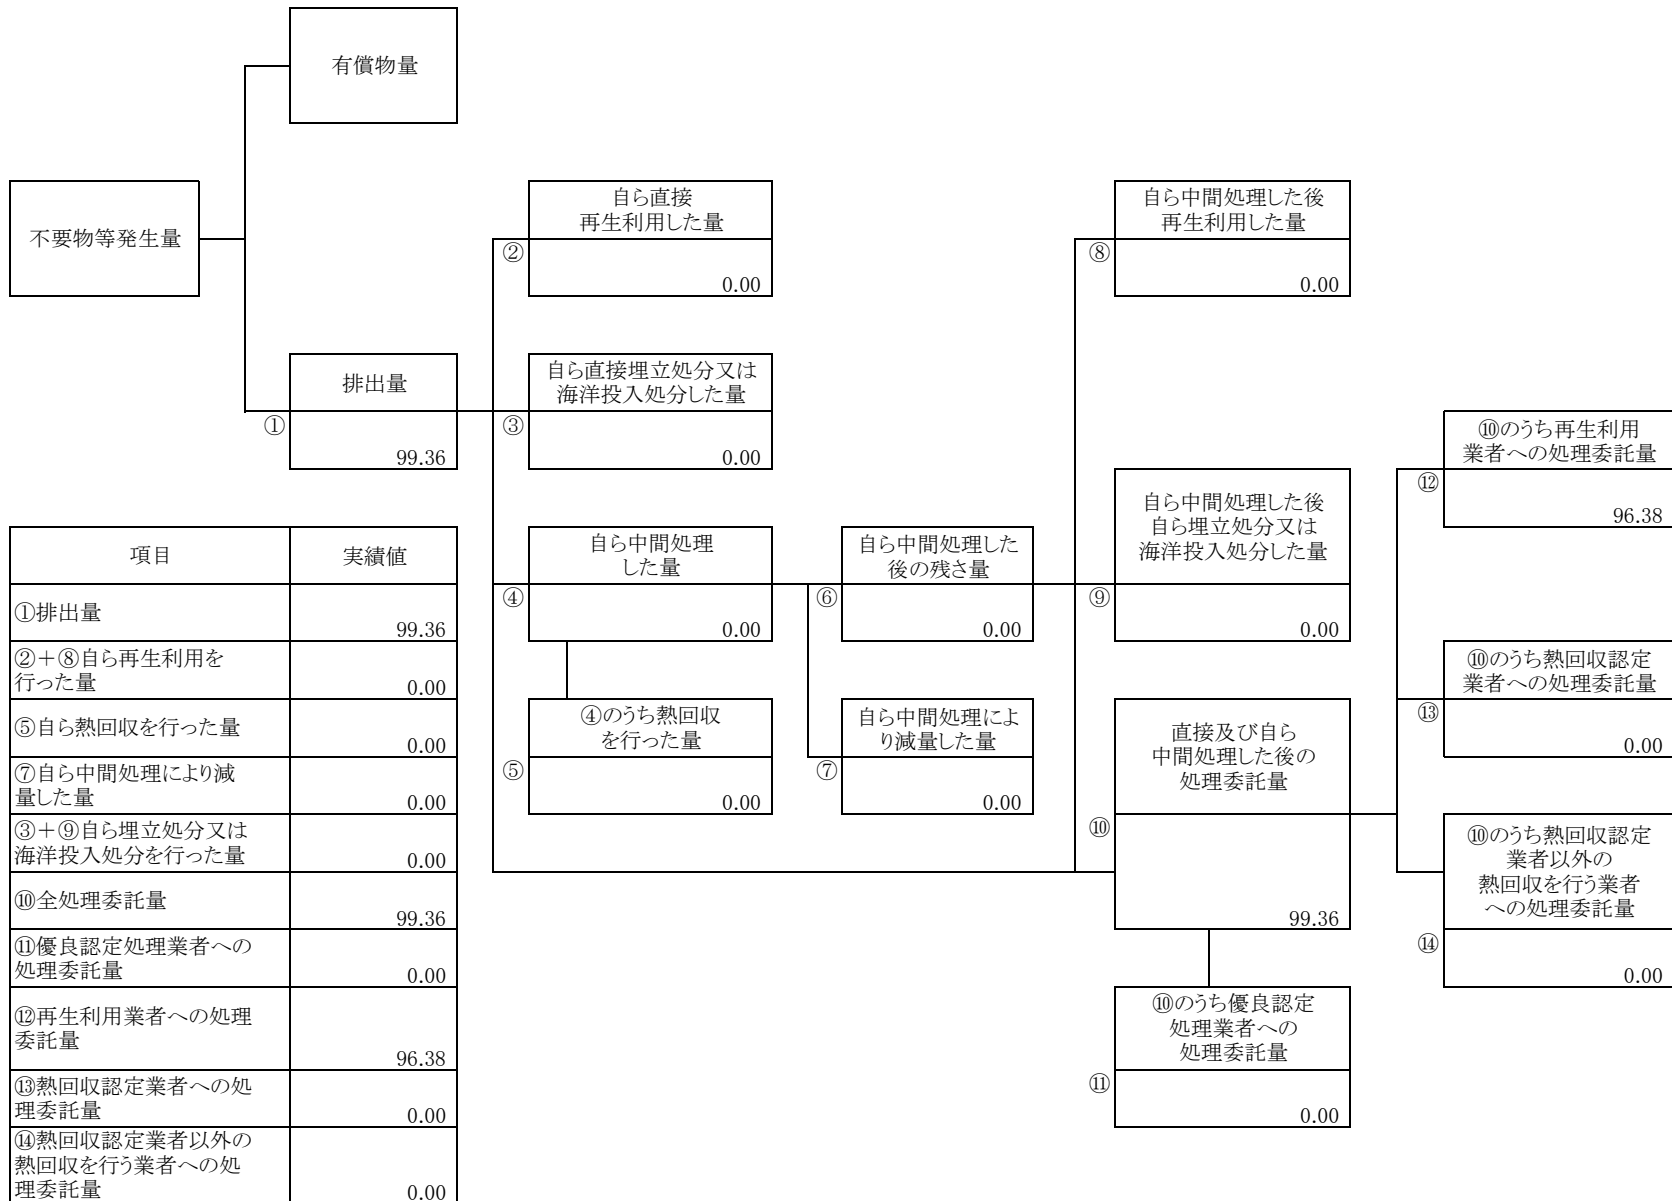 有償物量
不要物等発生量
自ら直接
再生利用した量
②
0.00
自ら中間処理した後
再生利用した量
⑧
0.00
排出量
①
99.36
自ら直接埋立処分又は
海洋投入処分した量
③
0.00
⑩のうち再生利用
業者への処理委託量
⑫
96.38
自ら中間処理
した量
④
0.00
自ら中間処理した
後の残さ量
⑥
0.00
自ら中間処理した後
自ら埋立処分又は
海洋投入処分した量
⑨
0.00
⑩のうち熱回収認定
業者への処理委託量
⑬
0.00
④のうち熱回収
を行った量
⑤
0.00
自ら中間処理によ
り減量した量
⑦
0.00
直接及び自ら
中間処理した後の
処理委託量
⑩
99.36
⑩のうち熱回収認定
業者以外の
熱回収を行う業者
への処理委託量
⑭
0.00
⑩のうち優良認定
処理業者への
処理委託量
⑪
0.00
項目 実績値
①排出量
99.36
②＋⑧自ら再生利用を
行った量
0.00
⑤自ら熱回収を行った量
0.00
⑦自ら中間処理により減
量した量
0.00
③＋⑨自ら埋立処分又は
海洋投入処分を行った量
0.00
⑩全処理委託量
99.36
⑪優良認定処理業者への
処理委託量
0.00
⑫再生利用業者への処理
委託量
96.38
⑬熱回収認定業者への処
理委託量
0.00
⑭熱回収認定業者以外の
熱回収を行う業者への処
理委託量
0.00